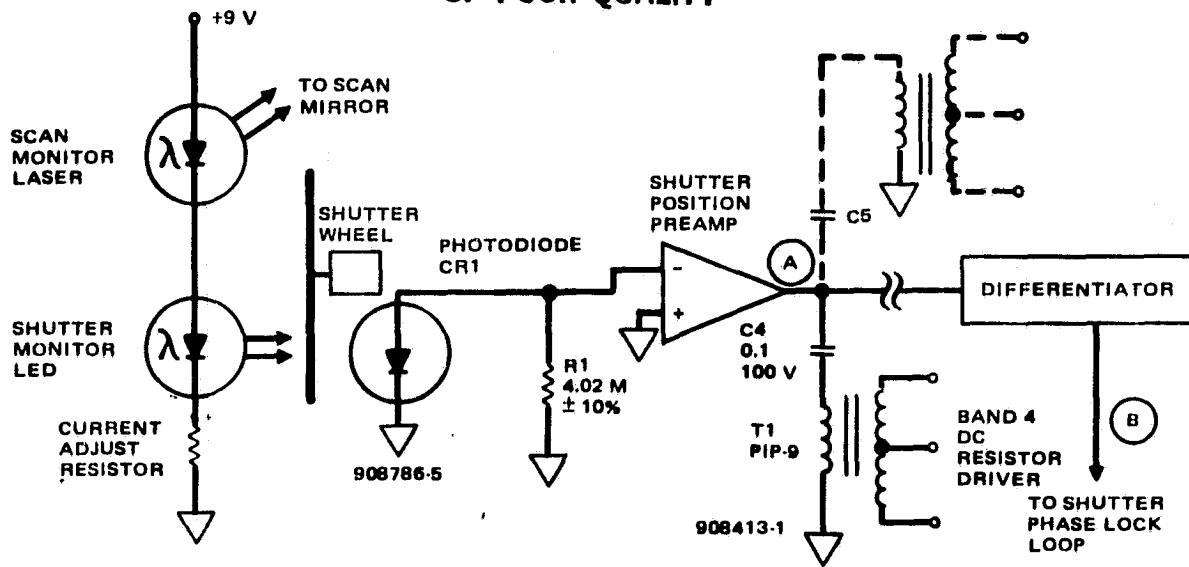 +9 V
TO SCAN
MIRROR
SCAN
MONITOR
LASER
λ
SHUTTER
WHEEL
PHOTODIODE
CR1
SHUTTER
POSITION
PREAMP
-
+
A
C5
DIFFERENTIATOR
SHUTTER
MONITOR
LED
λ
CURRENT
ADJUST
RESISTOR
908786-5
R1
4.02 M
± 10%
C4
0.1
100 V
T1
PIP-9
908413-1
BAND 4
DC
RESISTOR
DRIVER
B
TO SHUTTER
PHASE LOCK
LOOP